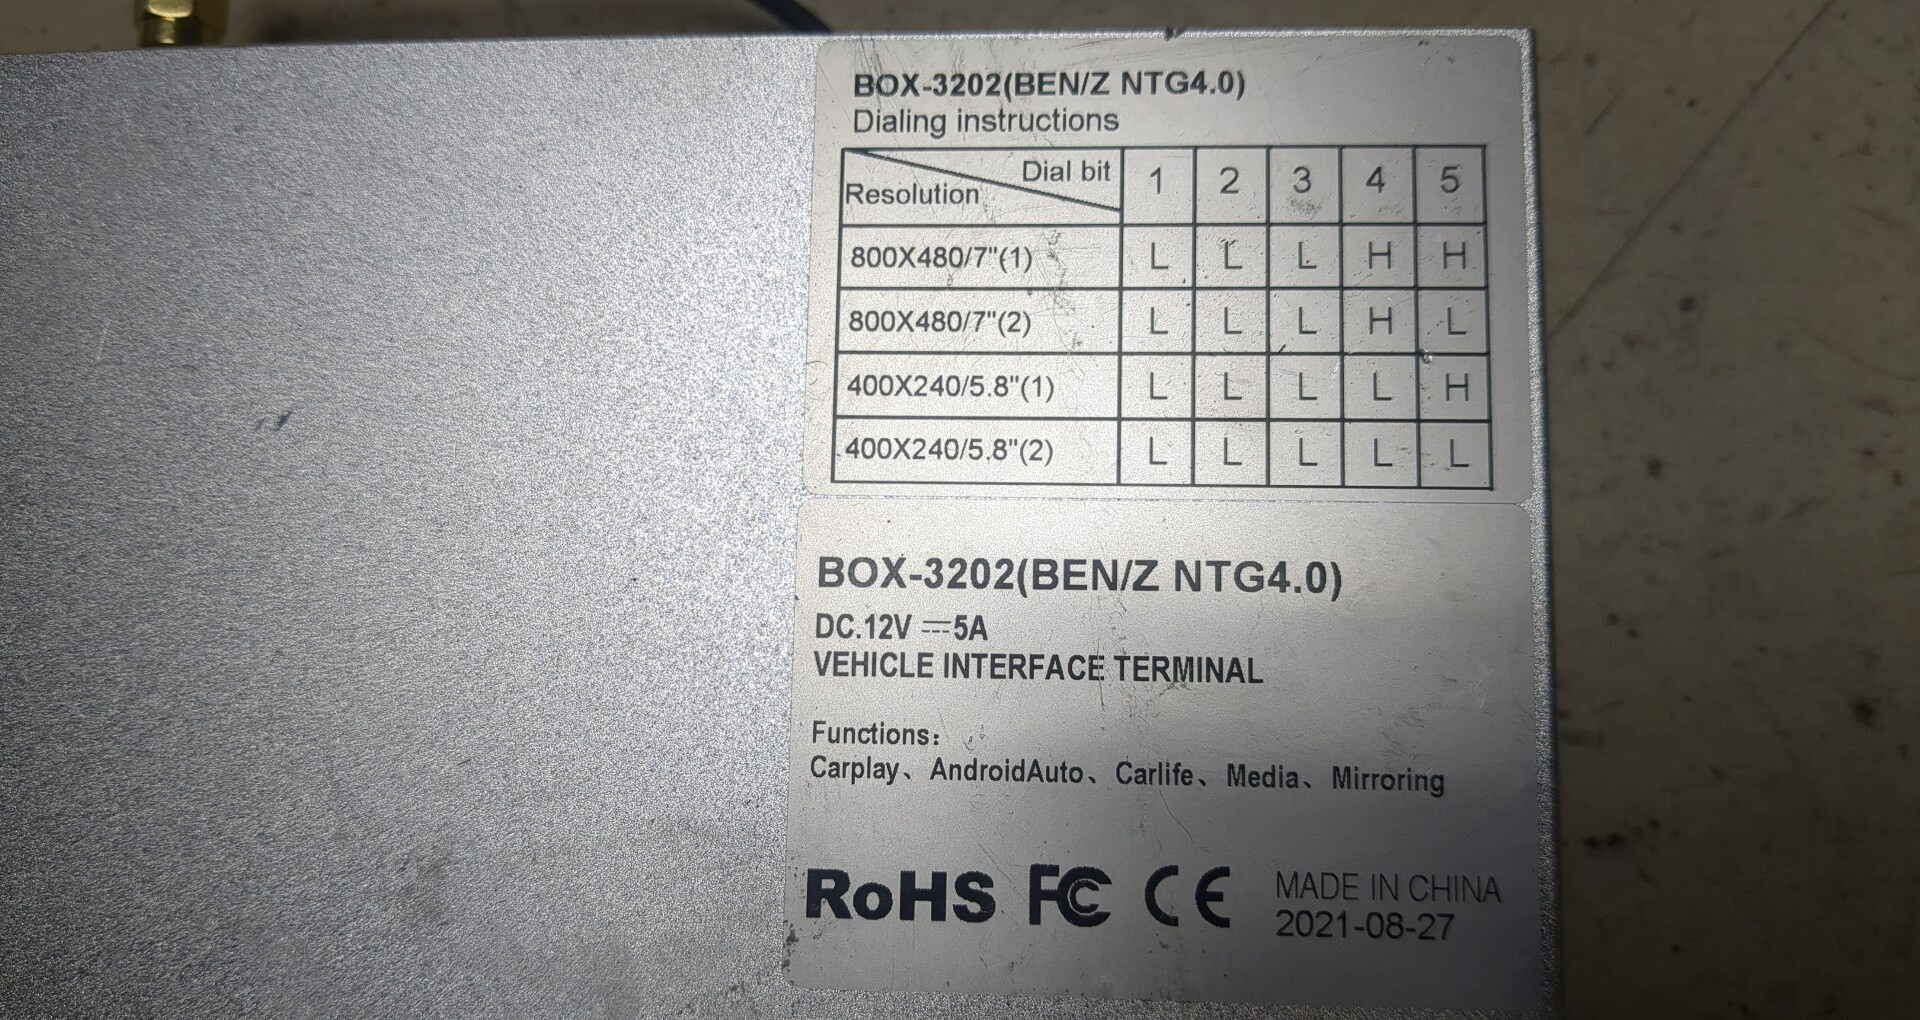 BOX-3202(BEN/Z NTG4.0)
Dialing instructions
Resolution Dial bit 1 2 3 4 5
800X480/7"(1) L L L H H
800X480/7"(2) L L L H L
400X240/5.8"(1) L L L L H
400X240/5.8"(2) L L L L L
BOX-3202(BEN/Z NTG4.0)
DC.12V ⎓5A
VEHICLE INTERFACE TERMINAL
Functions：
Carplay、AndroidAuto、Carlife、Media、Mirroring
RoHS FC CE MADE IN CHINA
2021-08-27